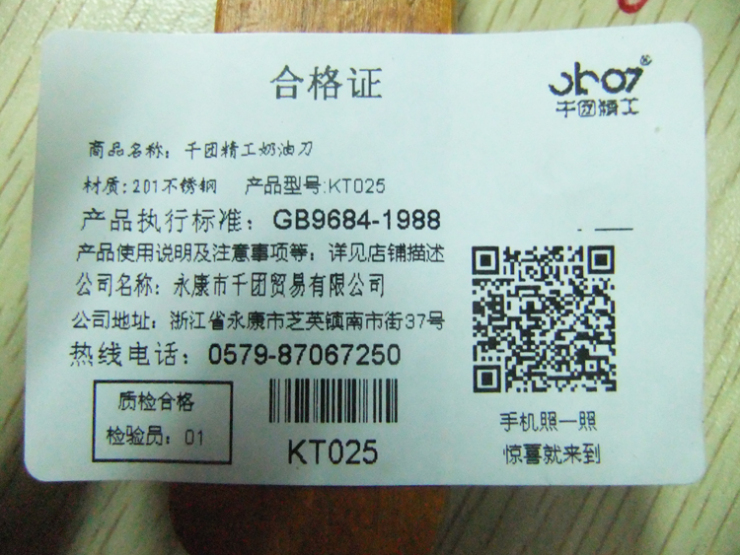 合格证
®
千团精工
商品名称：千团精工奶油刀
材质:201不锈钢 产品型号:KT025
产品执行标准：GB9684-1988
产品使用说明及注意事项等：详见店铺描述
公司名称：永康市千团贸易有限公司
公司地址：浙江省永康市芝英镇南市街37号
热线电话：0579-87067250
质检合格
检验员：01
KT025
手机照一照
惊喜就来到